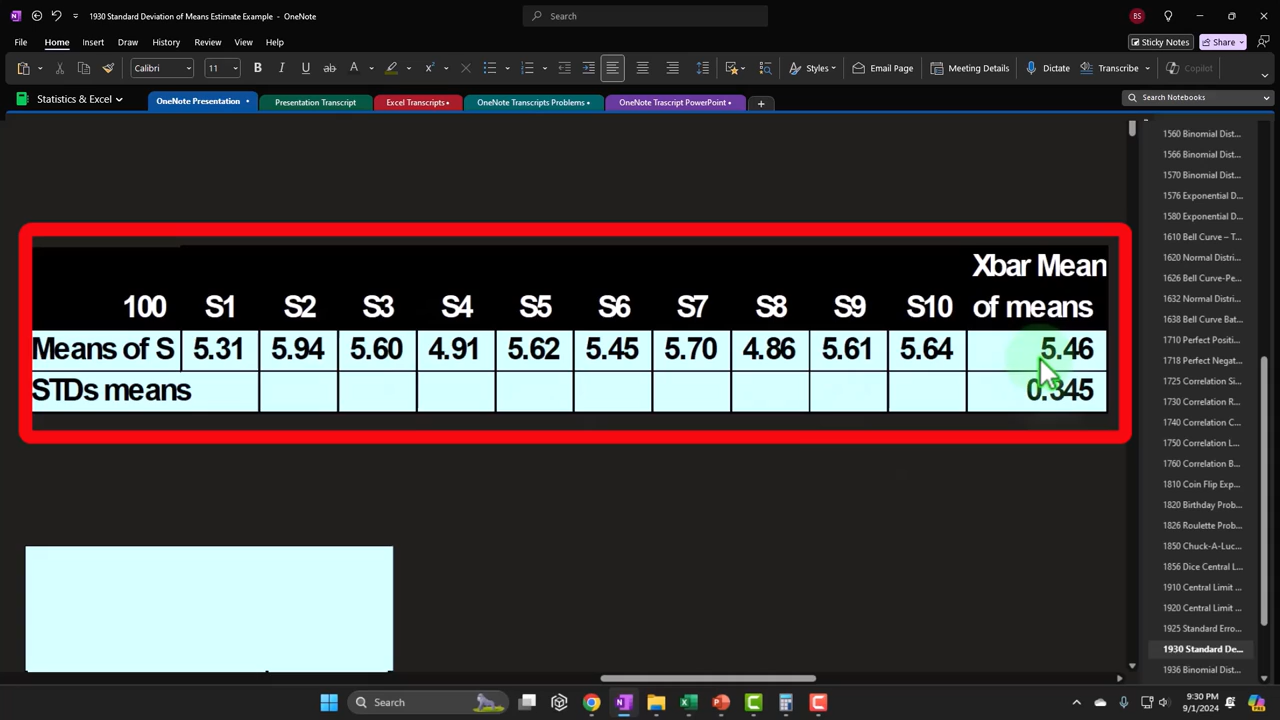 1930 Standard Deviation of Means Estimate Example - OneNote
Search
BS
File Home Insert Draw History Review View Help
Sticky Notes Share
Calibri 11 B I U ab A Styles Email Page Meeting Details Dictate Transcribe Copilot
Statistics & Excel
OneNote Presentation Presentation Transcript Excel Transcripts OneNote Transcripts Problems OneNote Trascript PowerPoint
Search Notebooks
1560 Binomial Dist...
1566 Binomial Dist...
1570 Binomial Dist...
1576 Exponential D...
1580 Exponential D...
1610 Bell Curve – T...
1620 Normal Distri...
1626 Bell Curve-Pe...
1632 Normal Distri...
1638 Bell Curve Bat...
1710 Perfect Positi...
1718 Perfect Negat...
1725 Correlation Si...
1730 Correlation R...
1740 Correlation C...
1750 Correlation L...
1760 Correlation B...
1810 Coin Flip Exp...
1820 Birthday Prob...
1826 Roulette Prob...
1850 Chuck-A-Luc...
1856 Dice Central L...
1910 Central Limit ...
1920 Central Limit ...
1925 Standard Erro...
1930 Standard De...
1936 Binomial Dist...
Xbar Mean
100 S1 S2 S3 S4 S5 S6 S7 S8 S9 S10 of means
Means of S 5.31 5.94 5.60 4.91 5.62 5.45 5.70 4.86 5.61 5.64 5.46
STDs means 0.345
Search
9:30 PM
9/1/2024